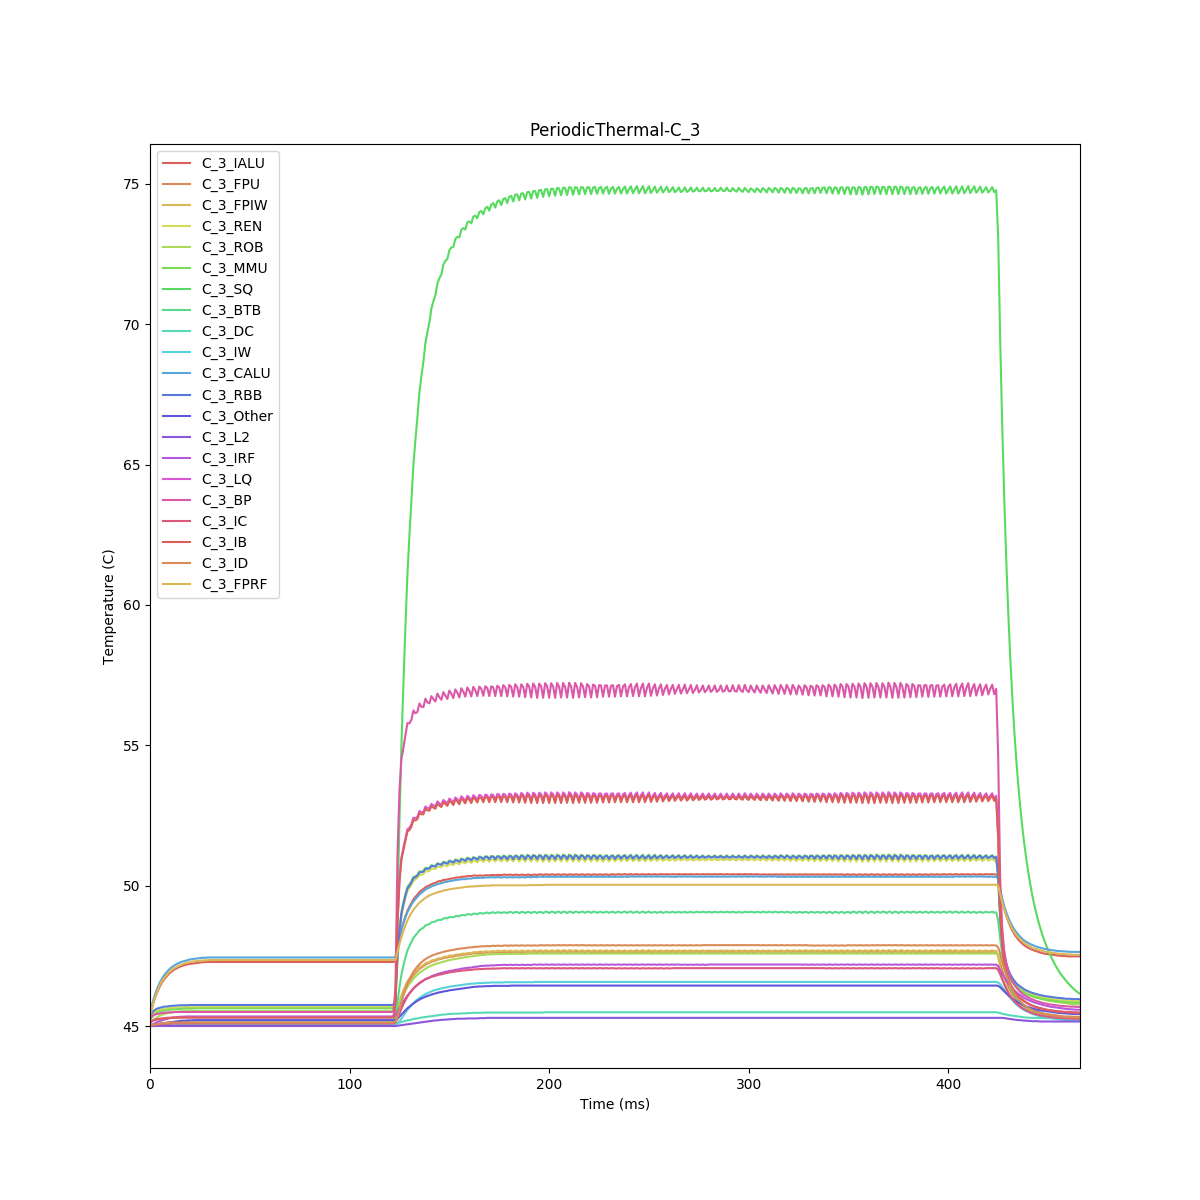 PeriodicThermal-C_3
C_3_IALU
C_3_FPU
C_3_FPIW
C_3_REN
C_3_ROB
C_3_MMU
C_3_SQ
C_3_BTB
C_3_DC
C_3_IW
C_3_CALU
C_3_RBB
C_3_Other
C_3_L2
C_3_IRF
C_3_LQ
C_3_BP
C_3_IC
C_3_IB
C_3_ID
C_3_FPRF
75
70
65
60
55
50
45
Temperature (C)
0 100 200 300 400
Time (ms)